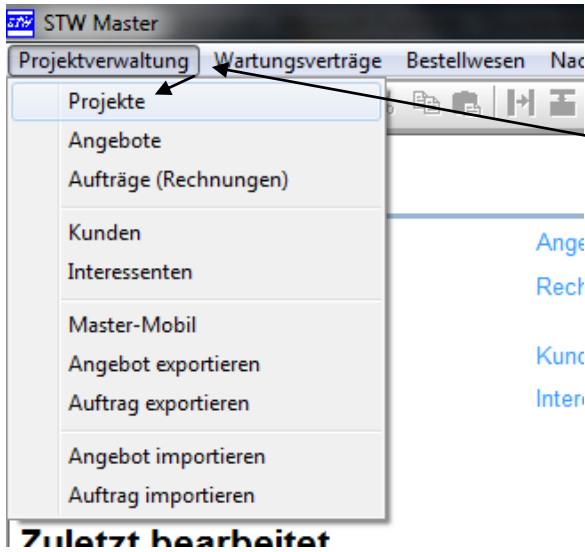 STW STW Master
Projektverwaltung Wartungsverträge Bestellwesen
Projekte
Angebote
Aufträge (Rechnungen)
Kunden
Interessenten
Master-Mobil
Angebot exportieren
Auftrag exportieren
Angebot importieren
Auftrag importieren
Zuletzt bearbeitet